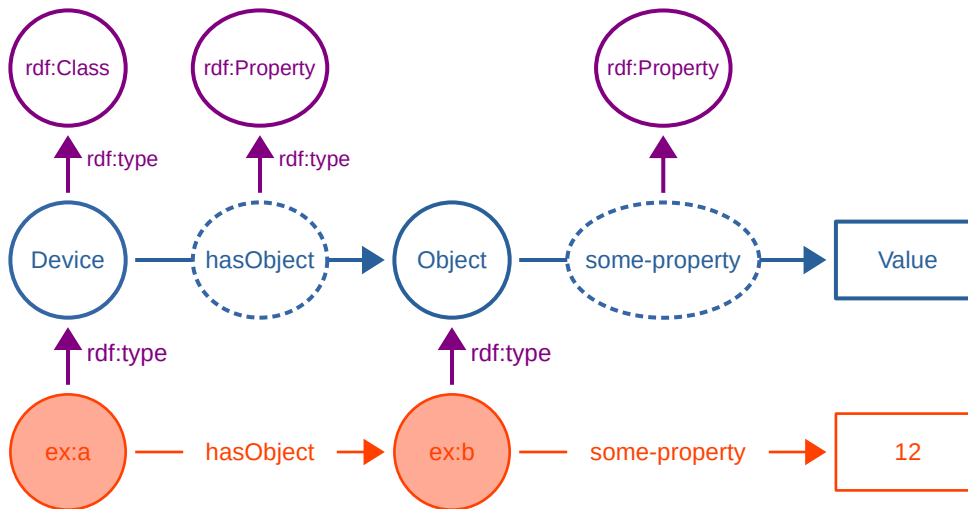 rdf:Class
rdf:Property
rdf:Property
rdf:type
rdf:type
Device
hasObject
Object
some-property
Value
rdf:type
rdf:type
ex:a
hasObject
ex:b
some-property
12